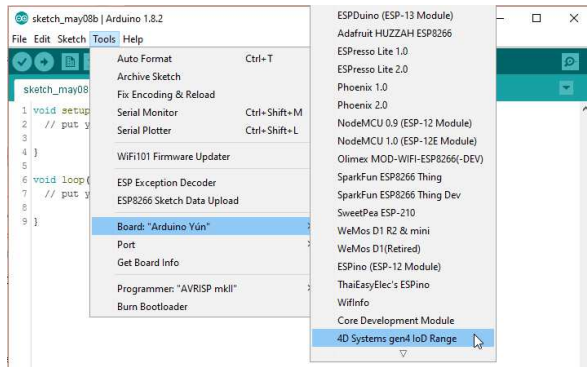 sketch_may08b | Arduino 1.8.2
File Edit Sketch Tools Help
sketch_may08
1 void setup
2 // put y
3
4 }
5
6 void loop(
7 // put y
8
9 }
Auto Format Ctrl+T
Archive Sketch
Fix Encoding & Reload
Serial Monitor Ctrl+Shift+M
Serial Plotter Ctrl+Shift+L
WiFi101 Firmware Updater
ESP Exception Decoder
ESP8266 Sketch Data Upload
Board: "Arduino Yún"
Port
Get Board Info
Programmer: "AVRISP mkII"
Burn Bootloader
ESPDuino (ESP-13 Module)
Adafruit HUZZAH ESP8266
ESPresso Lite 1.0
ESPresso Lite 2.0
Phoenix 1.0
Phoenix 2.0
NodeMCU 0.9 (ESP-12 Module)
NodeMCU 1.0 (ESP-12E Module)
Olimex MOD-WIFI-ESP8266(-DEV)
SparkFun ESP8266 Thing
SparkFun ESP8266 Thing Dev
SweetPea ESP-210
WeMos D1 R2 & mini
WeMos D1(Retired)
ESPino (ESP-12 Module)
ThaiEasyElec's ESPino
WifInfo
Core Development Module
4D Systems gen4 IoD Range